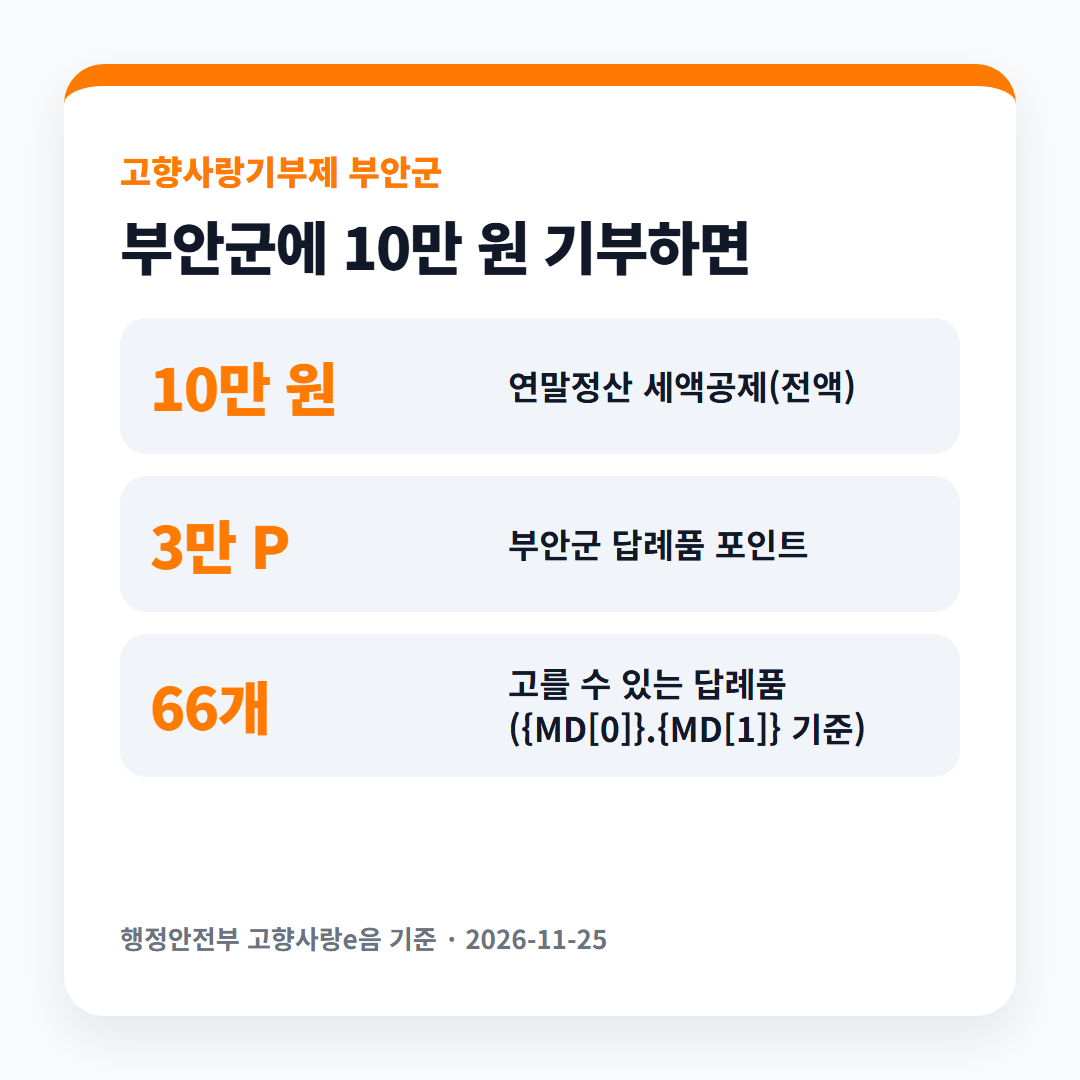 고향사랑기부제 부안군
부안군에 10만 원 기부하면
10만 원
연말정산 세액공제(전액)
3만 P
부안군 답례품 포인트
66개
고를 수 있는 답례품
({MD[0]}.{MD[1]} 기준)
행정안전부 고향사랑e음 기준 · 2026-11-25